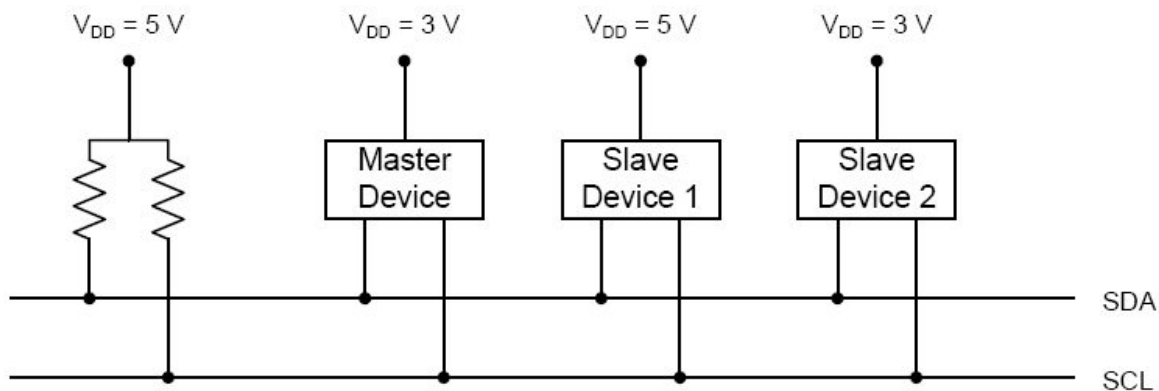 V_DD = 5 V
V_DD = 3 V
V_DD = 5 V
V_DD = 3 V
Master
Device
Slave
Device 1
Slave
Device 2
SDA
SCL